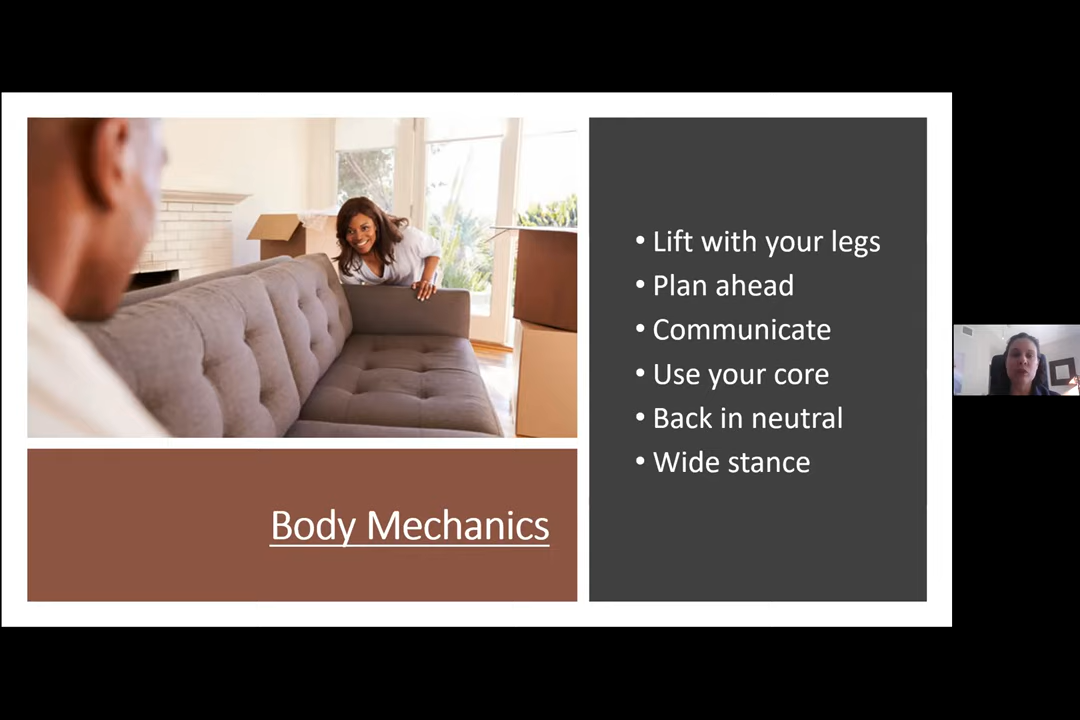 • Lift with your legs
• Plan ahead
• Communicate
• Use your core
• Back in neutral
• Wide stance
Body Mechanics